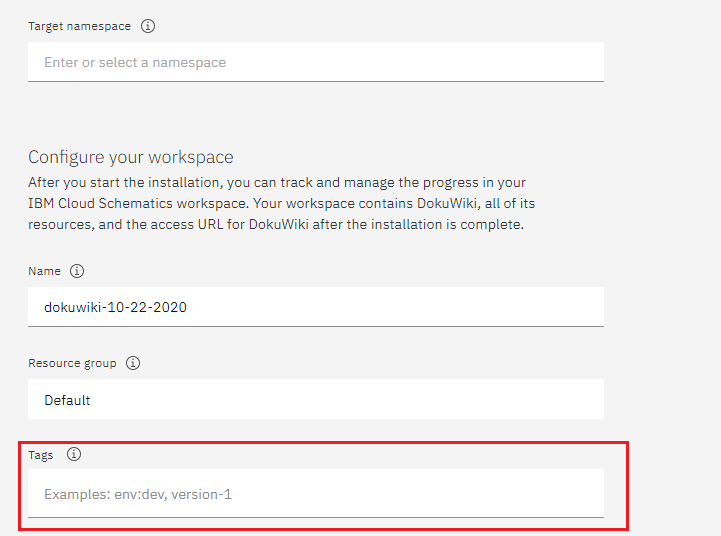 Target namespace
Enter or select a namespace
Configure your workspace
After you start the installation, you can track and manage the progress in your
IBM Cloud Schematics workspace. Your workspace contains DokuWiki, all of its
resources, and the access URL for DokuWiki after the installation is complete.
Name
dokuwiki-10-22-2020
Resource group
Default
Tags
Examples: env:dev, version-1